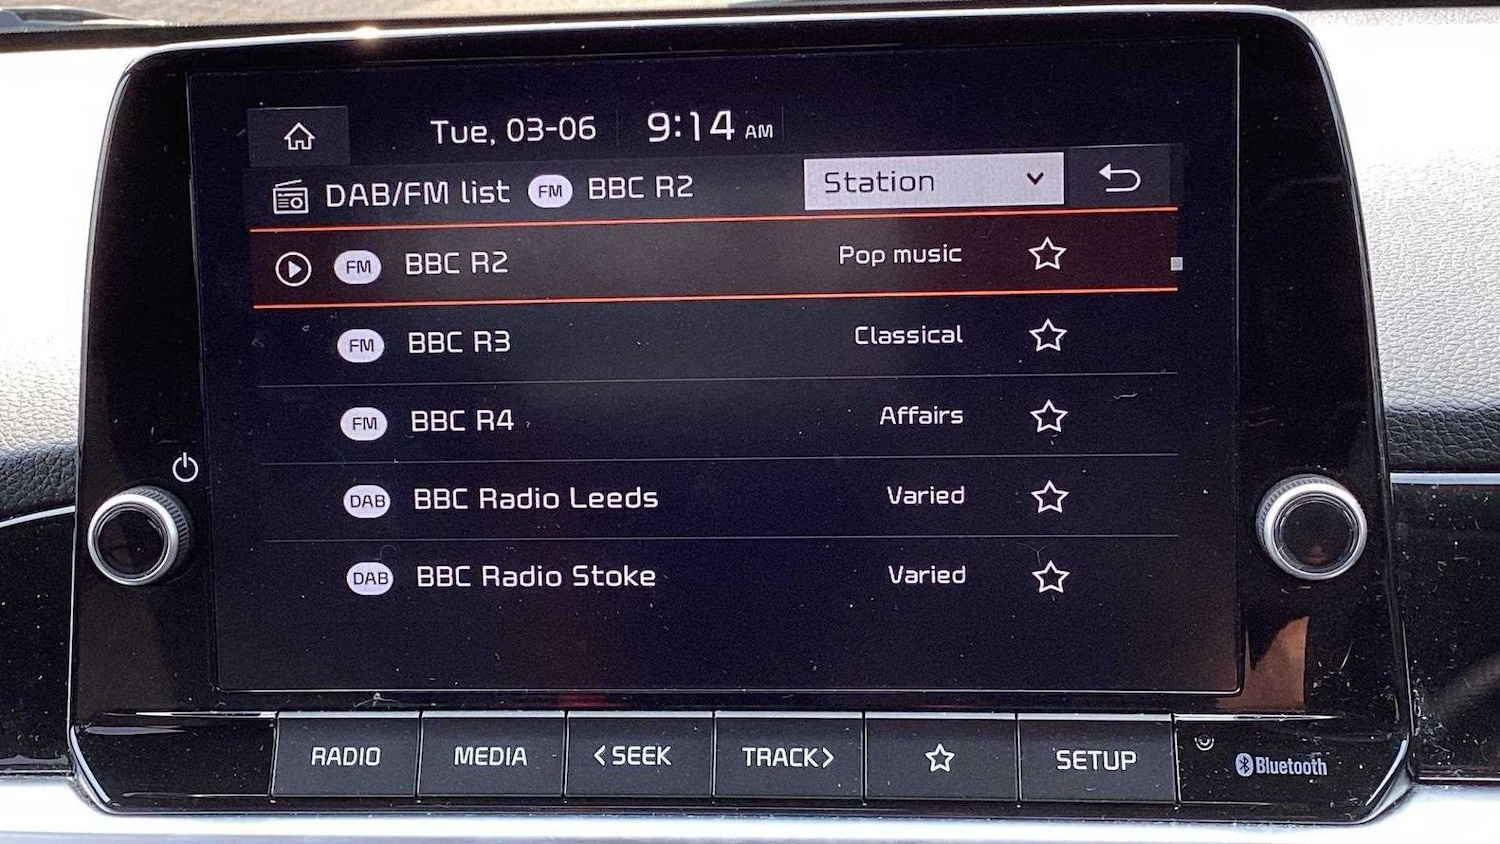 Tue, 03-06 9:14 AM
DAB/FM list FM BBC R2 Station
FM BBC R2 Pop music
FM BBC R3 Classical
FM BBC R4 Affairs
DAB BBC Radio Leeds Varied
DAB BBC Radio Stoke Varied
RADIO MEDIA <SEEK TRACK> SETUP Bluetooth